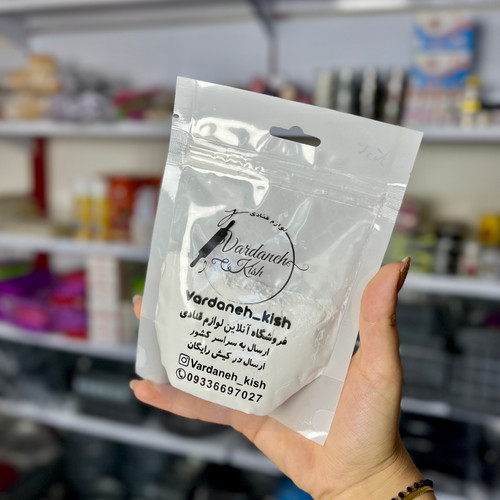 لوازم قنادی
Vardaneh
Kish
Vardaneh_kish
فروشگاه آنلاین لوازم قنادی
ارسال به سراسر کشور
ارسال در کیش رایگان
Vardaneh_kish
09336697027